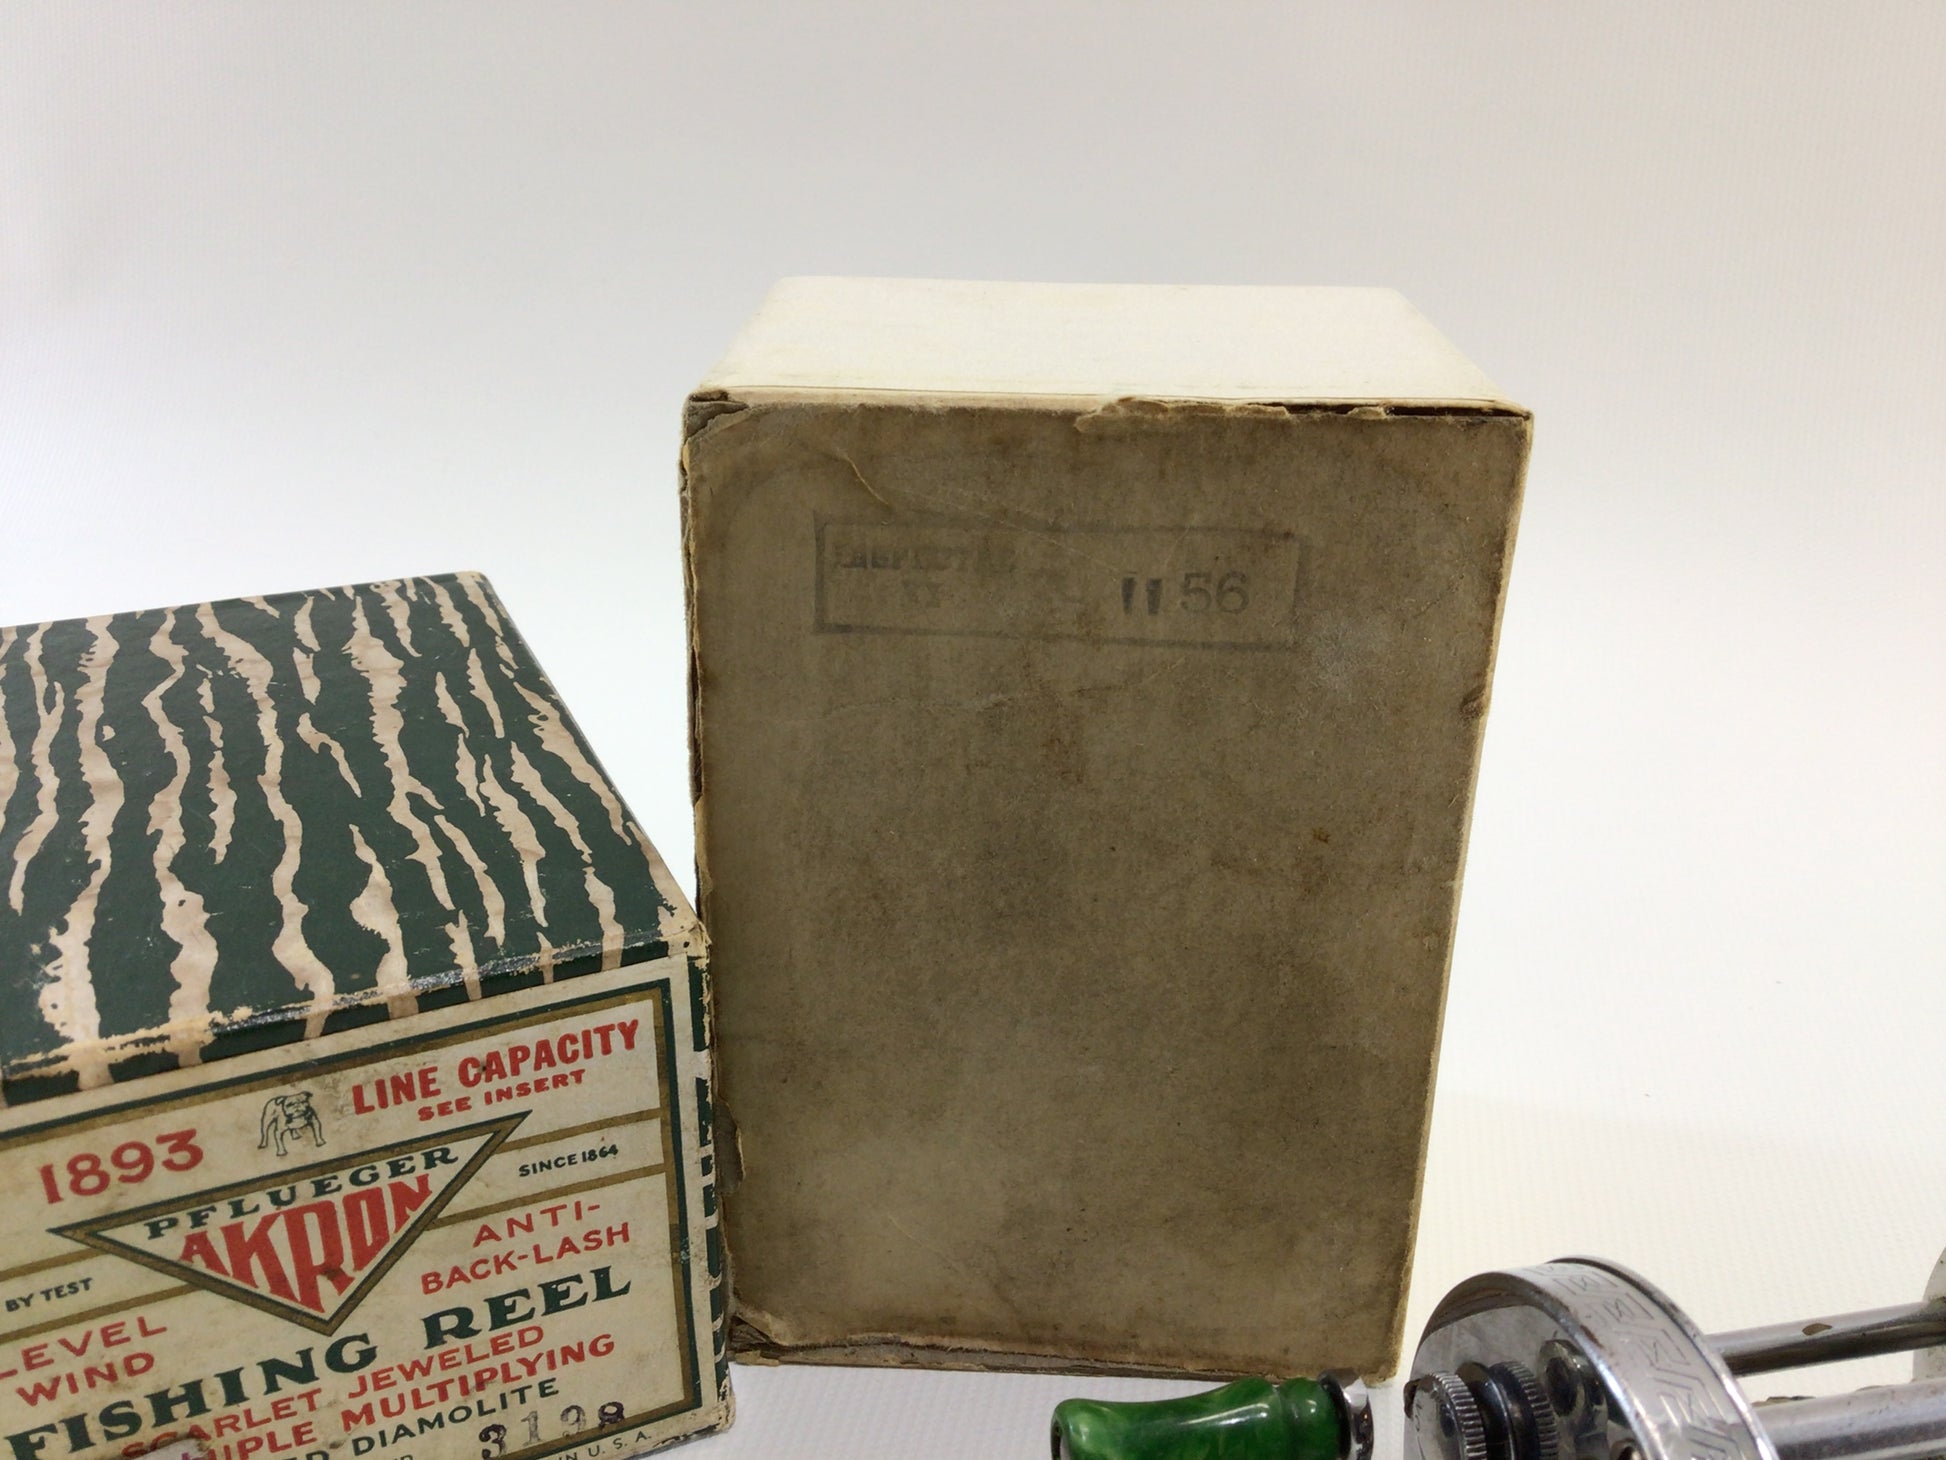 1893
LINE CAPACITY
SEE INSERT
PFLUEGER
AKRON
SINCE 1864
BY TEST
ANTI-
BACK-LASH
LEVEL
WIND
FISHING REEL
SCARLET JEWELED
MULTIPLYING
DIAMOLITE
3198
IN U.S.A.
56